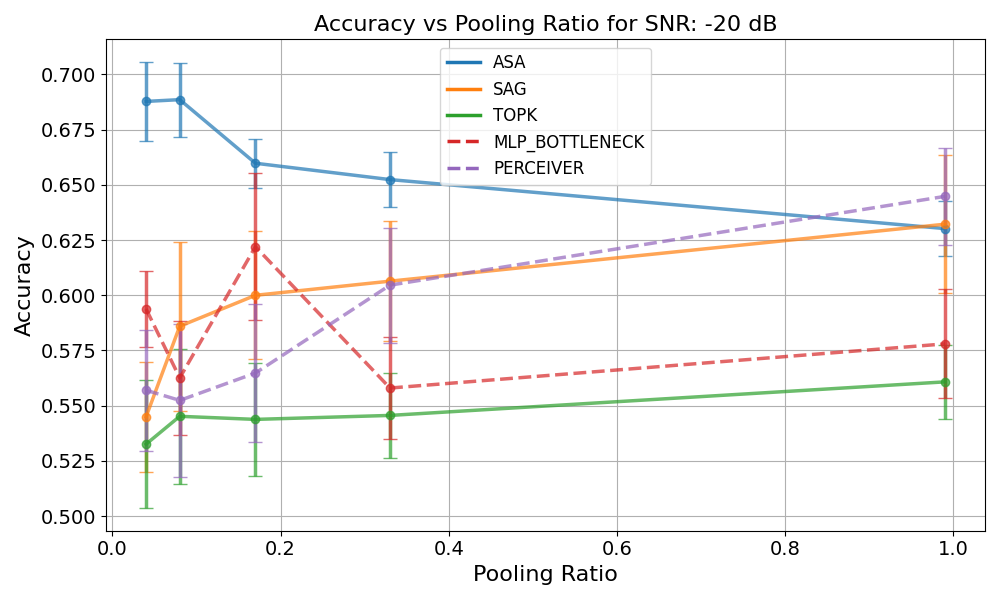 Accuracy vs Pooling Ratio for SNR: -20 dB
ASA
SAG
TOPK
MLP_BOTTLENECK
PERCEIVER
Accuracy
0.700
0.675
0.650
0.625
0.600
0.575
0.550
0.525
0.500
0.0 0.2 0.4 0.6 0.8 1.0
Pooling Ratio